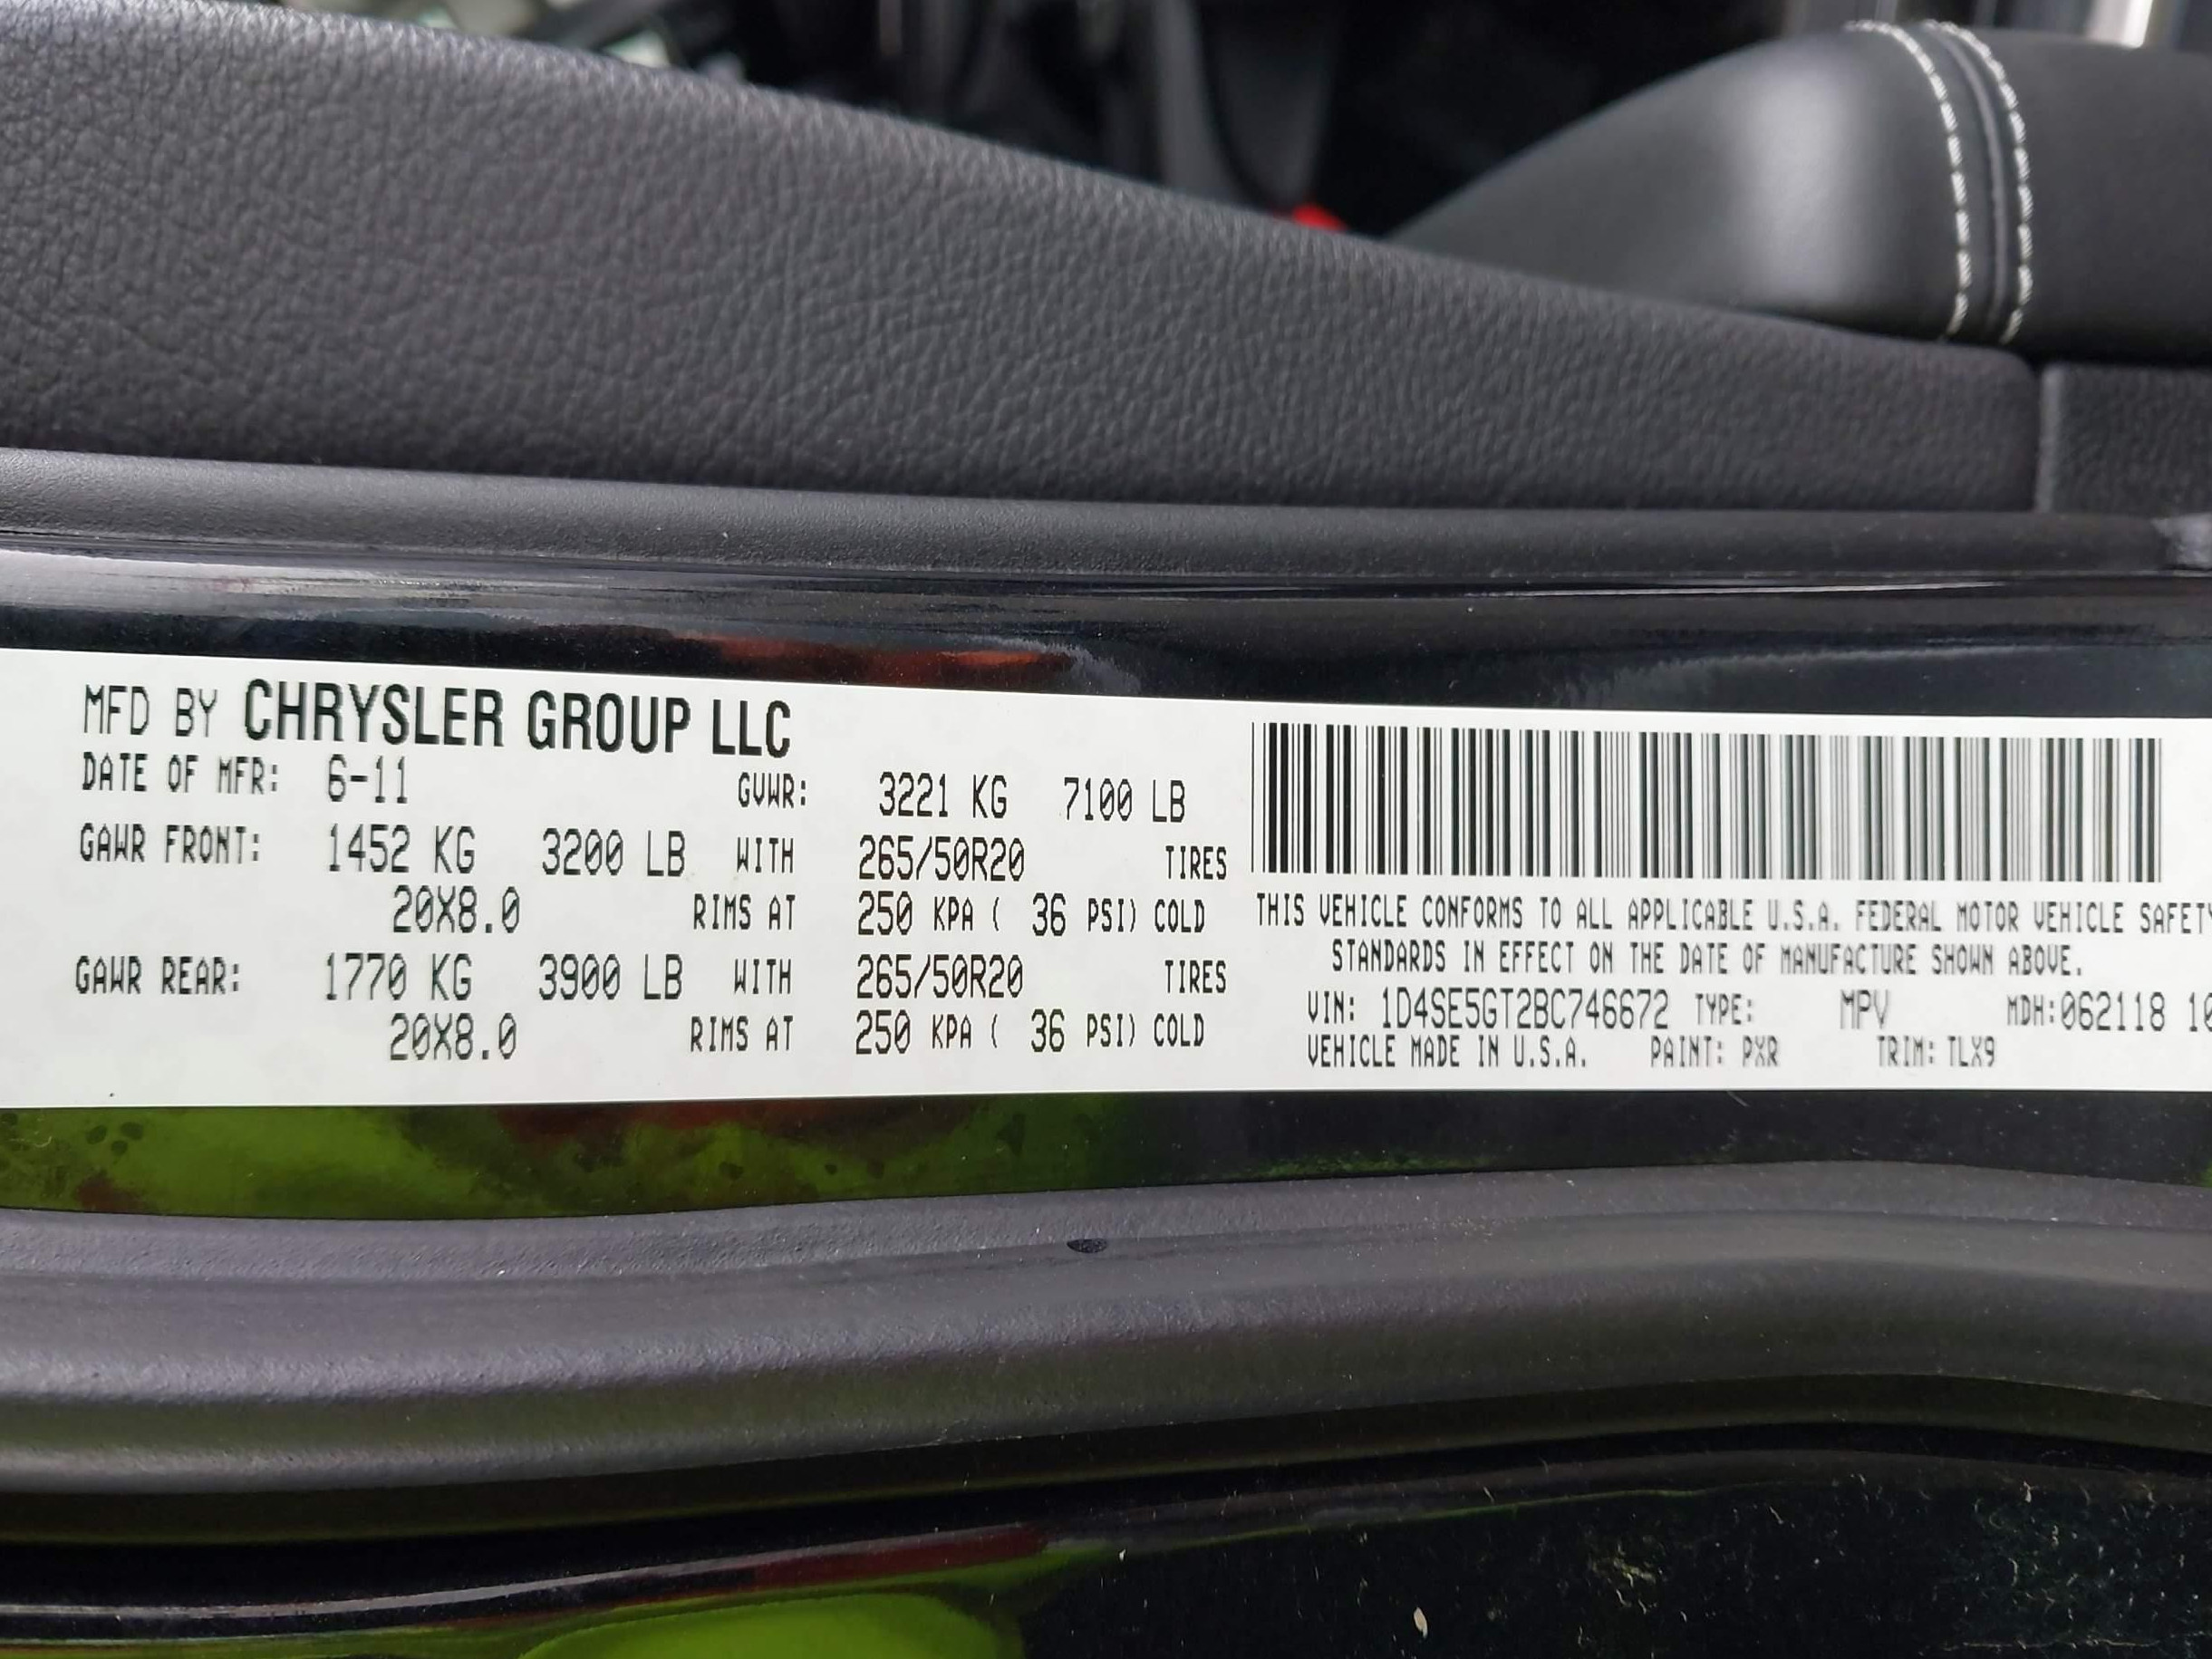 MFD BY CHRYSLER GROUP LLC
DATE OF MFR: 6-11 GVWR: 3221 KG 7100 LB
GAWR FRONT: 1452 KG 3200 LB WITH 265/50R20 TIRES
20X8.0 RIMS AT 250 KPA ( 36 PSI) COLD
GAWR REAR: 1770 KG 3900 LB WITH 265/50R20 TIRES
20X8.0 RIMS AT 250 KPA ( 36 PSI) COLD
THIS VEHICLE CONFORMS TO ALL APPLICABLE U.S.A. FEDERAL MOTOR VEHICLE SAFETY
STANDARDS IN EFFECT ON THE DATE OF MANUFACTURE SHOWN ABOVE.
VIN: 1D4SE5GT2BC746672 TYPE: MPV MDH:062118 10
VEHICLE MADE IN U.S.A. PAINT: PXR TRIM: TLX9